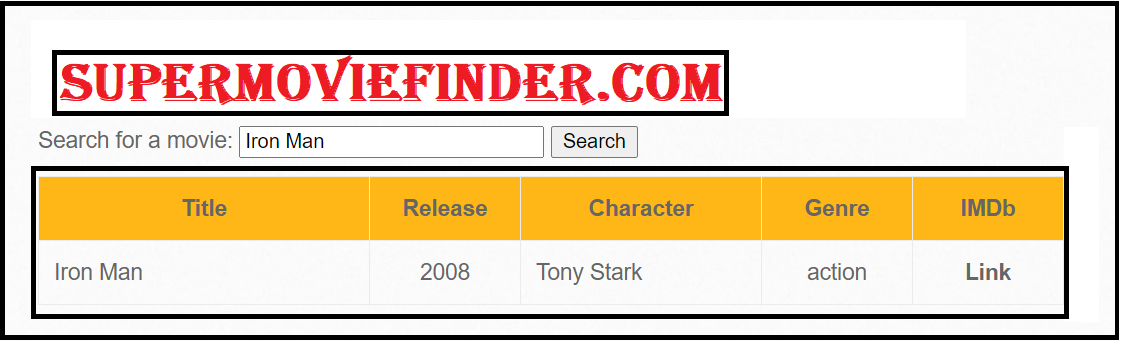 SUPERMOVIEFINDER.COM
Search for a movie: Iron Man Search
Title Release Character Genre IMDb
Iron Man 2008 Tony Stark action Link